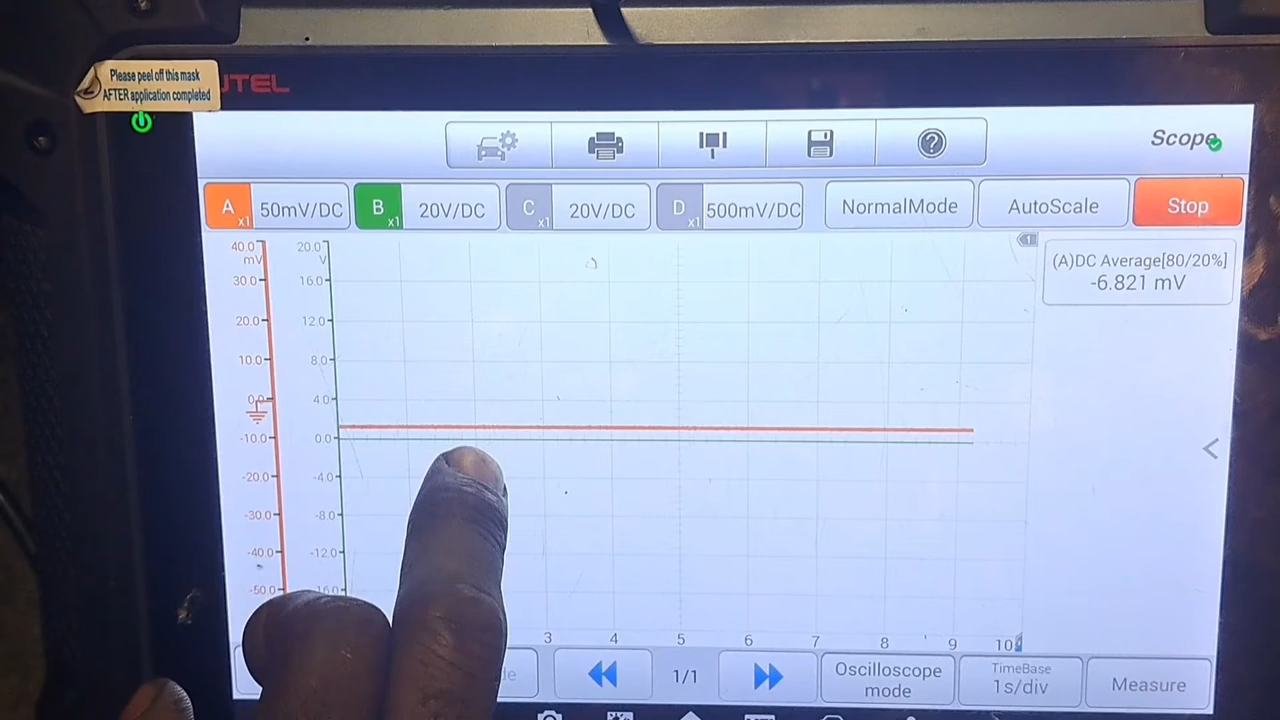 Please peel off this mask
AFTER application completed
UTEL
Scope
A x1 50mV/DC
B x1 20V/DC
C x1 20V/DC
D x1 500mV/DC
NormalMode
AutoScale
Stop
40.0 mV
30.0
20.0
10.0
0.0
-10.0
-20.0
-30.0
-40.0
-50.0
20.0 V
16.0
12.0
8.0
4.0
0.0
-4.0
-8.0
-12.0
16.0
1
(A)DC Average[80/20%]
-6.821 mV
3 4 5 6 7 8 9 10
de
1/1
Oscilloscope
mode
TimeBase
1s/div
Measure